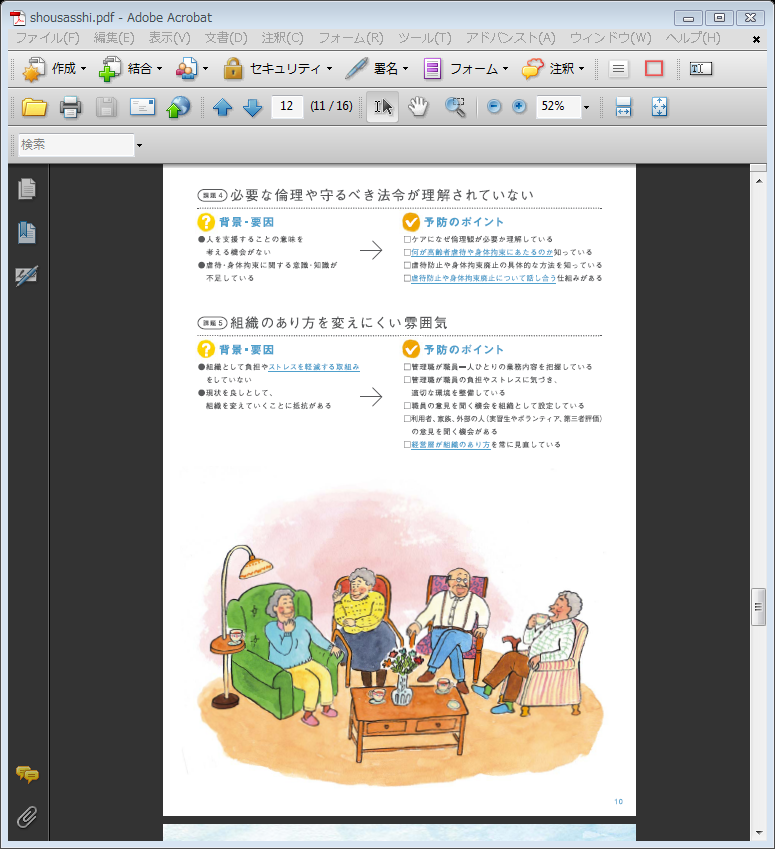 shousasshi.pdf - Adobe Acrobat
ファイル(F) 編集(E) 表示(V) 文書(D) 注釈(C) フォーム(R) ツール(T) アドバンスト(A) ウィンドウ(W) ヘルプ(H)
作成 結合 セキュリティ 署名 フォーム 注釈
12 (11 / 16) 52%
検索
課題4 必要な倫理や守るべき法令が理解されていない
背景・要因
●人を支援することの意味を
考える機会がない
●虐待・身体拘束に関する意識・知識が
不足している
予防のポイント
□ケアになぜ倫理観が必要か理解している
□何が高齢者虐待や身体拘束にあたるのか知っている
□虐待防止や身体拘束廃止の具体的な方法を知っている
□虐待防止や身体拘束廃止について話し合う仕組みがある
課題5 組織のあり方を変えにくい雰囲気
背景・要因
●組織として負担やストレスを軽減する取組み
をしていない
●現状を良しとして、
組織を変えていくことに抵抗がある
予防のポイント
□管理職が職員一人ひとりの業務内容を把握している
□管理職が職員の負担やストレスに気づき、
適切な環境を整備している
□職員の意見を聞く機会を組織として設定している
□利用者、家族、外部の人(実習生やボランティア、第三者評価)
の意見を聞く機会がある
□経営層が組織のあり方を常に見直している
10